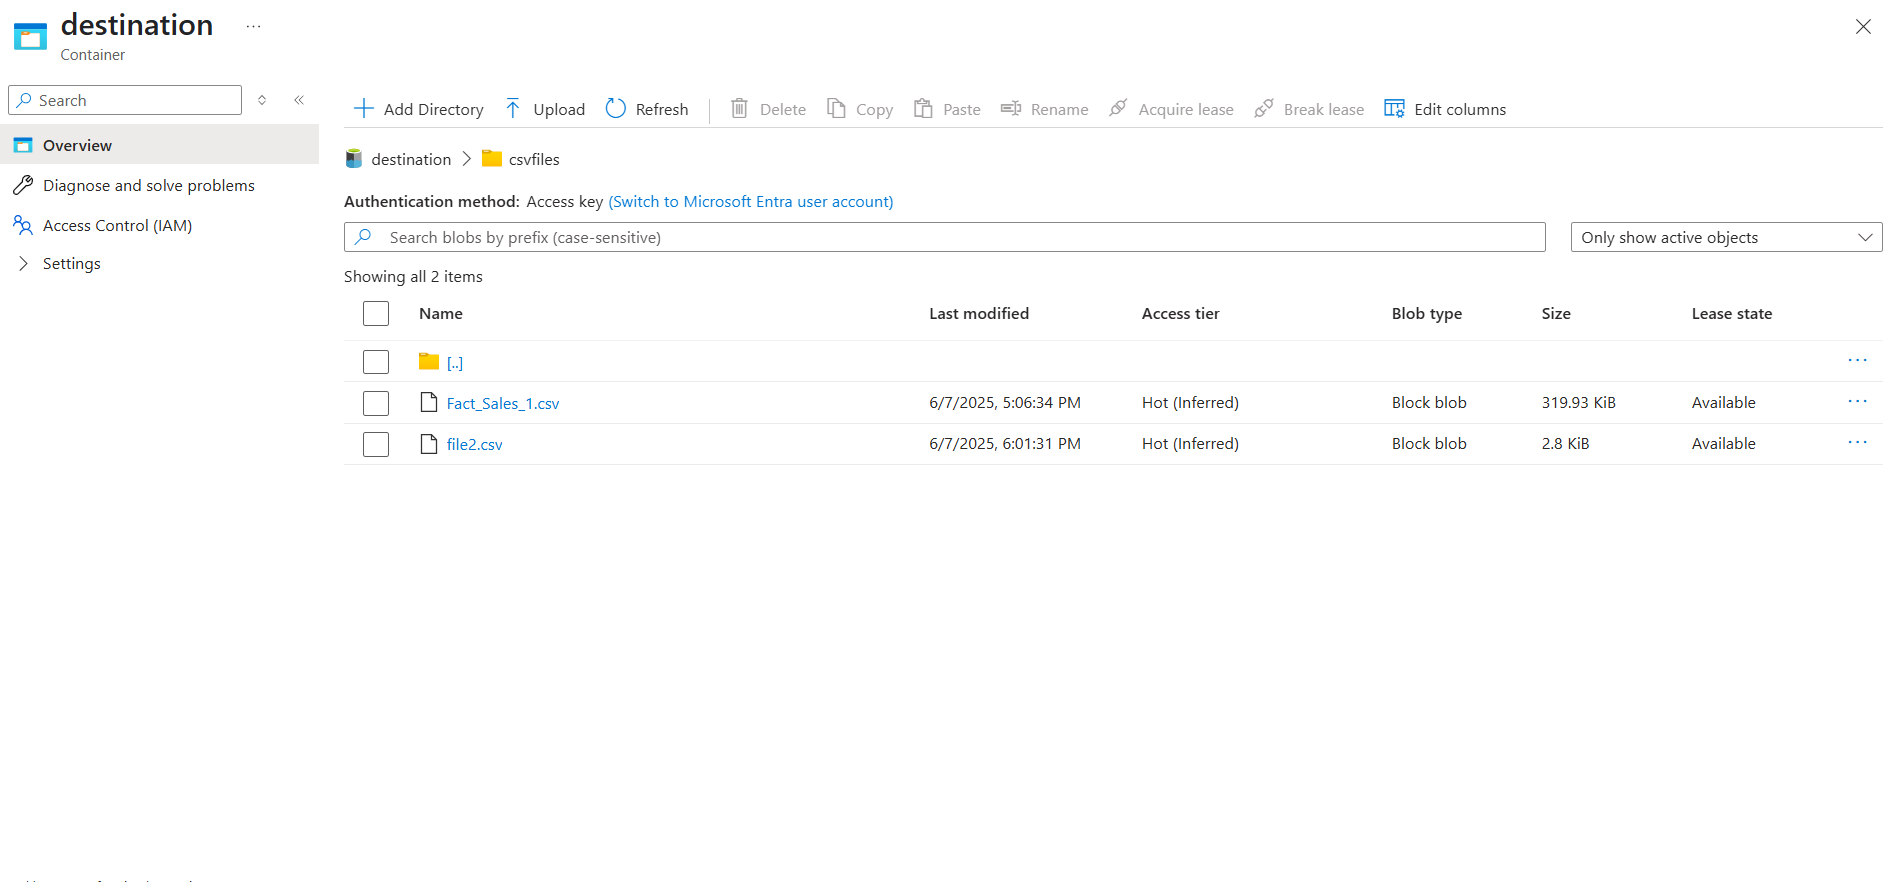 destination ...
Container
Search
Overview
Diagnose and solve problems
Access Control (IAM)
Settings
Add Directory Upload Refresh Delete Copy Paste Rename Acquire lease Break lease Edit columns
destination csvfiles
Authentication method: Access key (Switch to Microsoft Entra user account)
Search blobs by prefix (case-sensitive) Only show active objects
Showing all 2 items
Name Last modified Access tier Blob type Size Lease state
[..] ...
Fact_Sales_1.csv 6/7/2025, 5:06:34 PM Hot (Inferred) Block blob 319.93 KiB Available ...
file2.csv 6/7/2025, 6:01:31 PM Hot (Inferred) Block blob 2.8 KiB Available ...